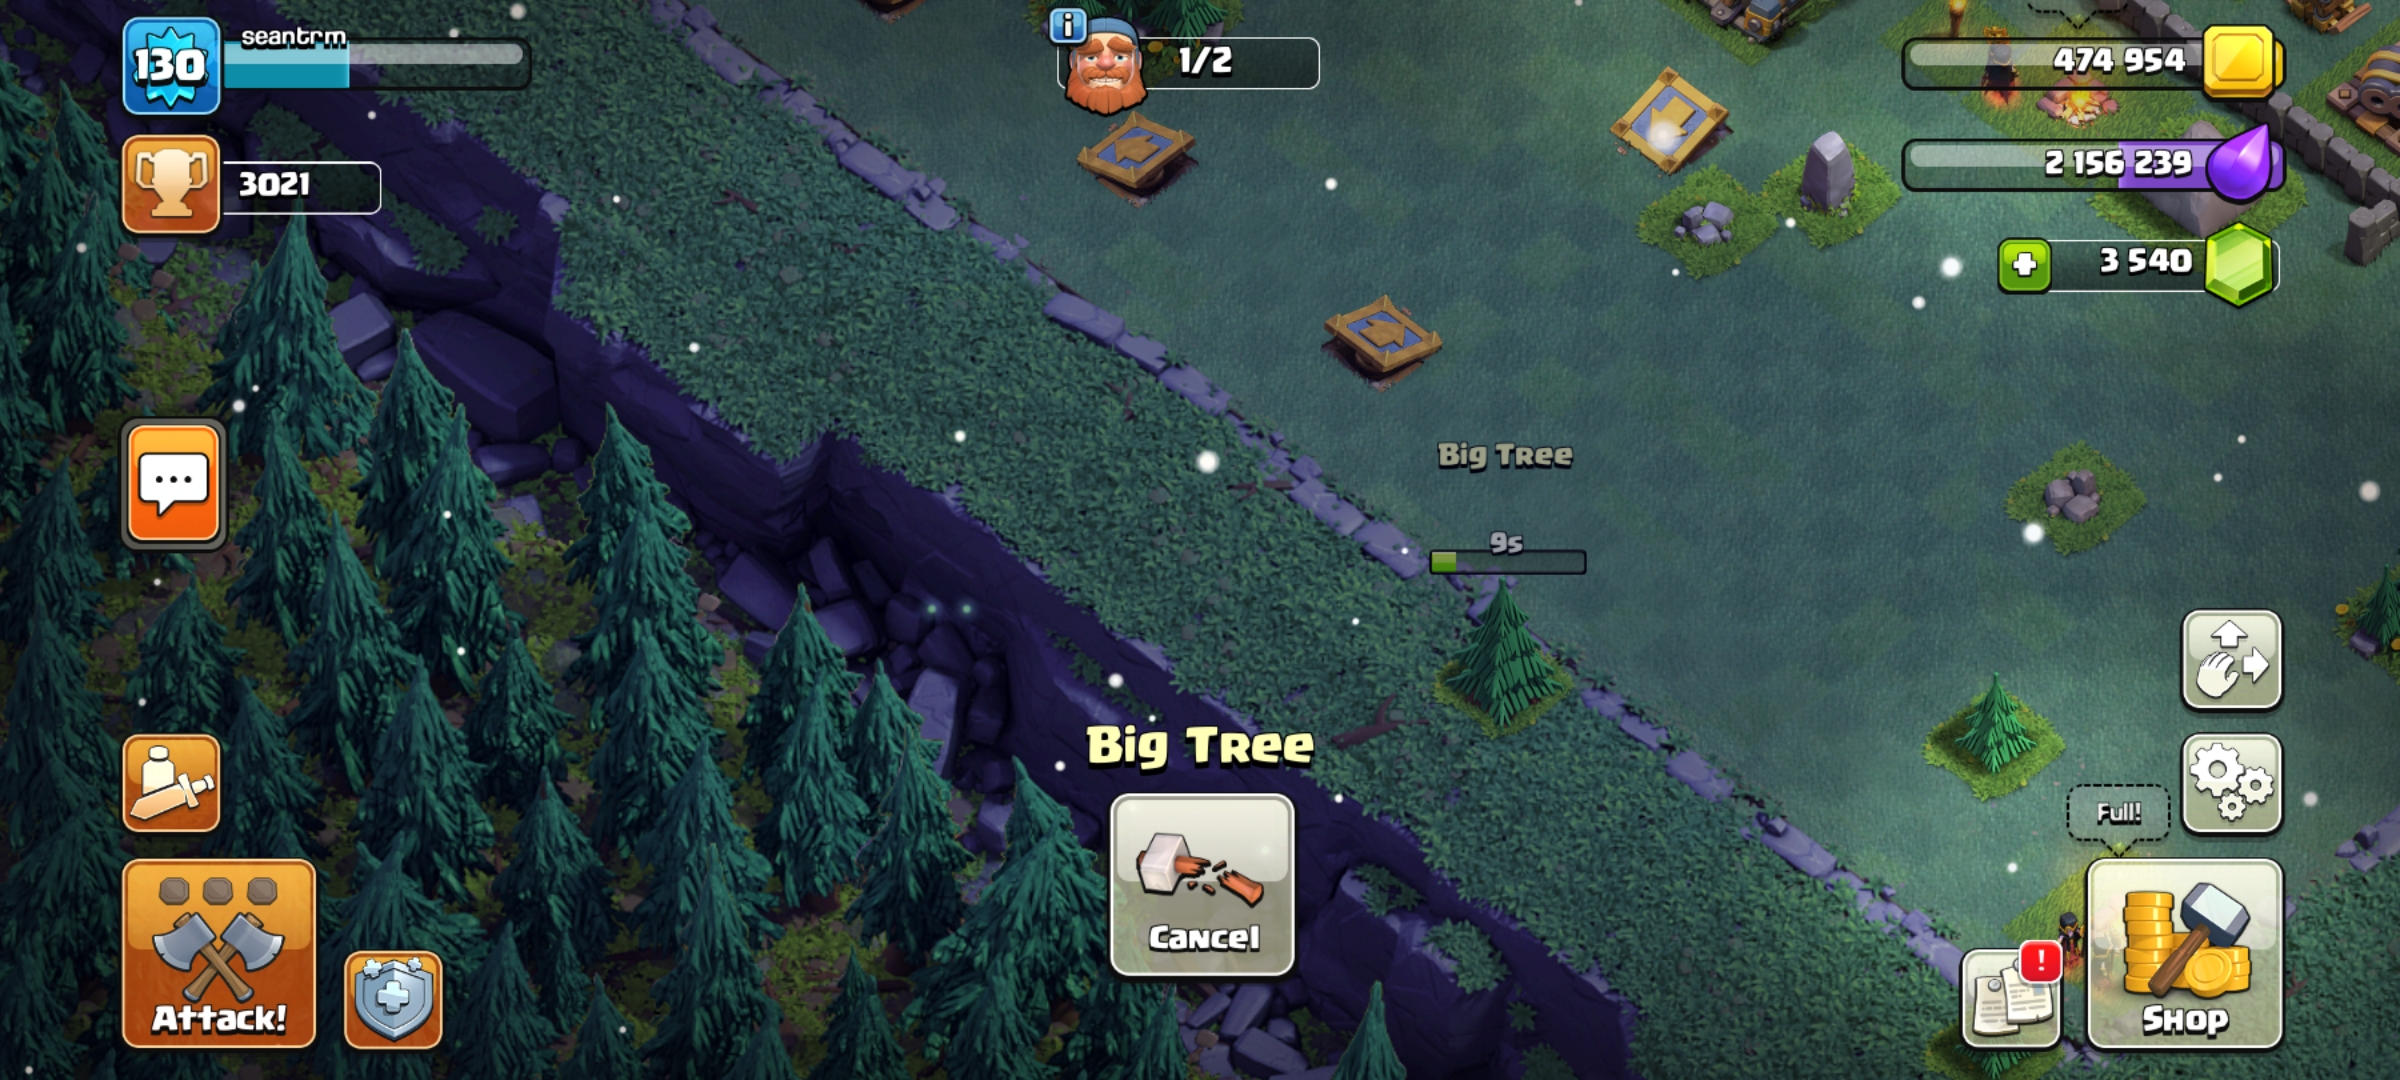 130
seantrm
3021
i
1/2
474 954
2 156 239
3 540
Big Tree
9s
Big Tree
Cancel
Full!
Attack!
!
Shop